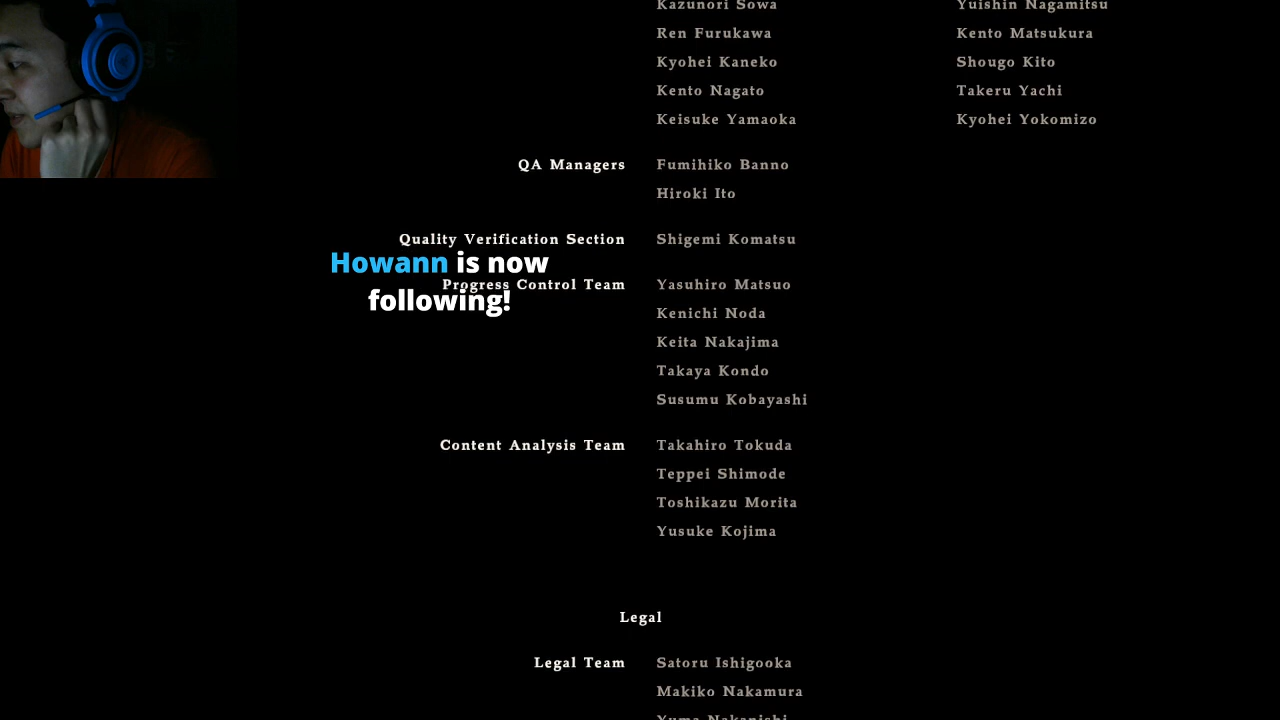 Kazunori Sowa Yuishin Nagamitsu
Ren Furukawa Kento Matsukura
Kyohei Kaneko Shougo Kito
Kento Nagato Takeru Yachi
Keisuke Yamaoka Kyohei Yokomizo
QA Managers Fumihiko Banno
Hiroki Ito
Quality Verification Section Shigemi Komatsu
Howann is now
following!
Progress Control Team Yasuhiro Matsuo
Kenichi Noda
Keita Nakajima
Takaya Kondo
Susumu Kobayashi
Content Analysis Team Takahiro Tokuda
Teppei Shimode
Toshikazu Morita
Yusuke Kojima
Legal
Legal Team Satoru Ishigooka
Makiko Nakamura
Yuma Nakanishi